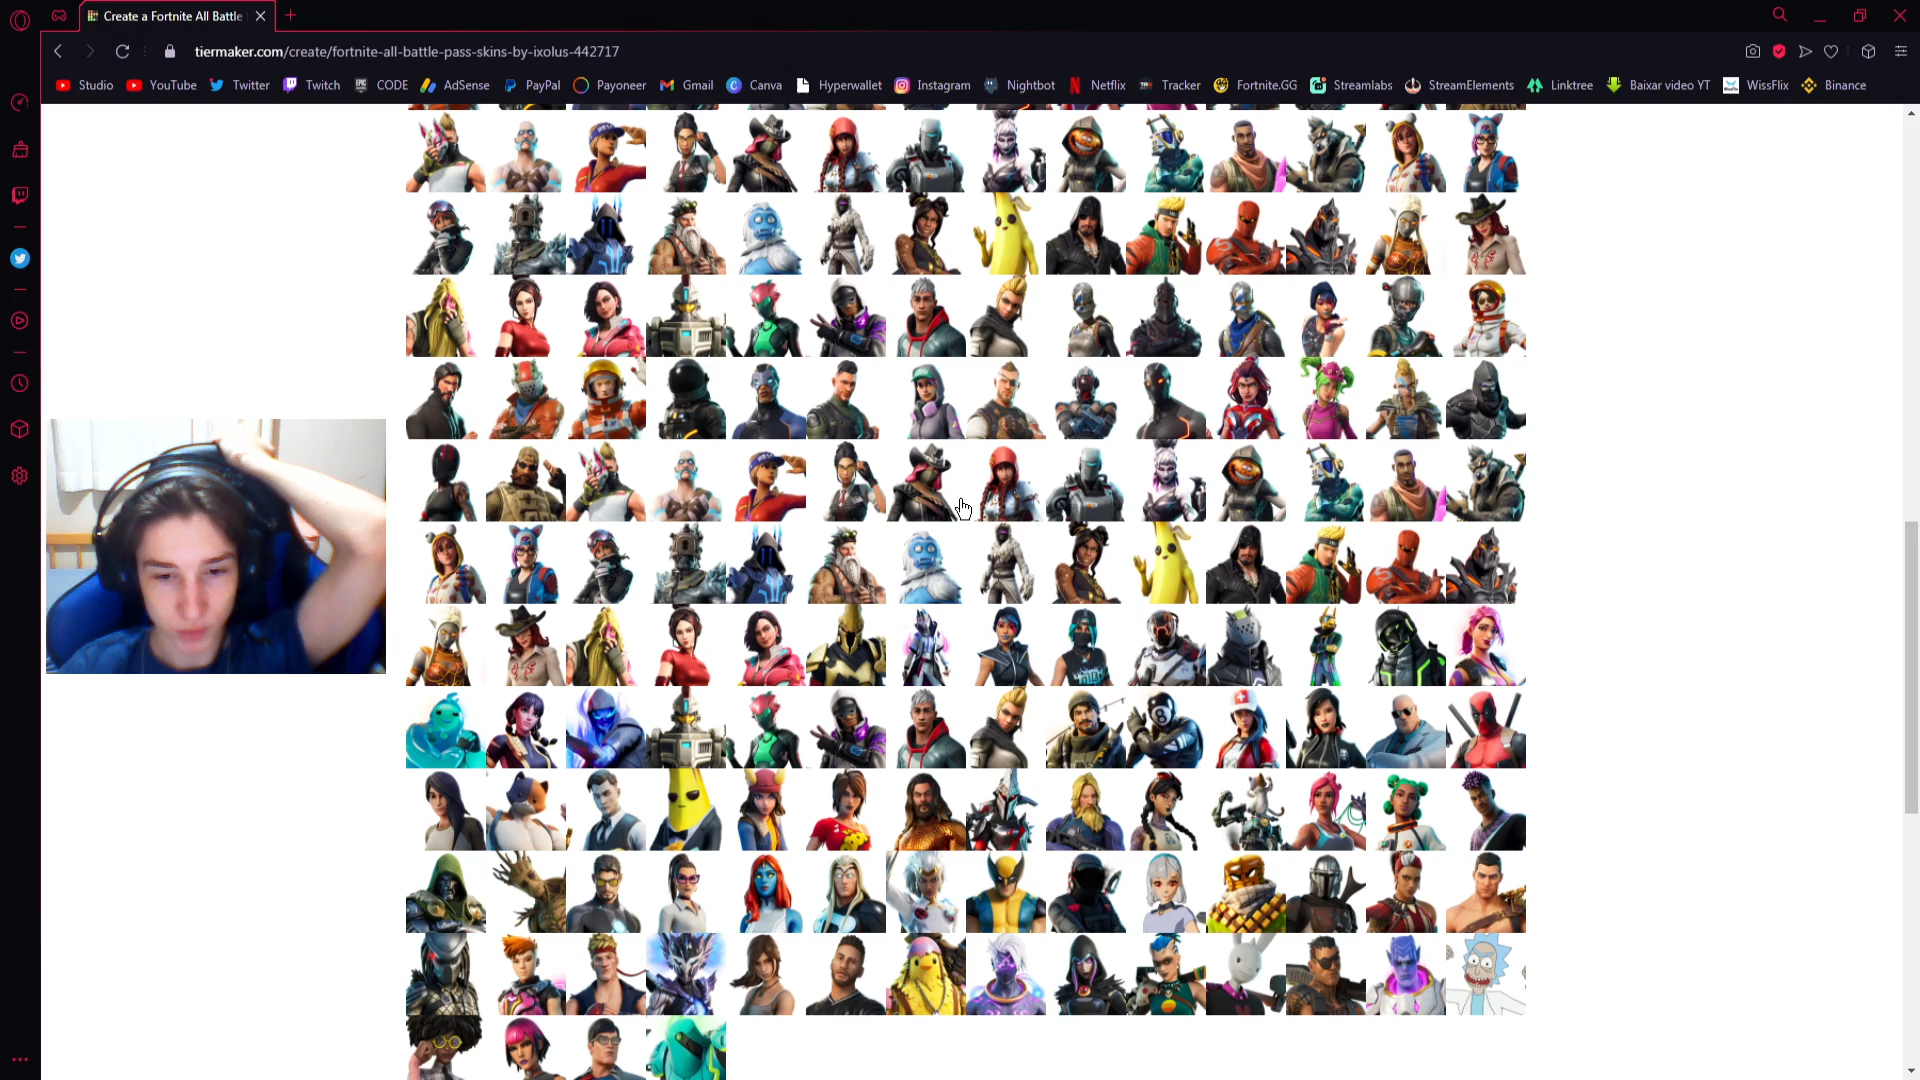 Create a Fortnite All Battle
tiermaker.com/create/fortnite-all-battle-pass-skins-by-ixolus-442717
Studio YouTube Twitter Twitch CODE AdSense PayPal Payoneer Gmail Canva Hyperwallet Instagram Nightbot Netflix Tracker Fortnite.GG Streamlabs StreamElements Linktree Baixar video YT WissFlix Binance